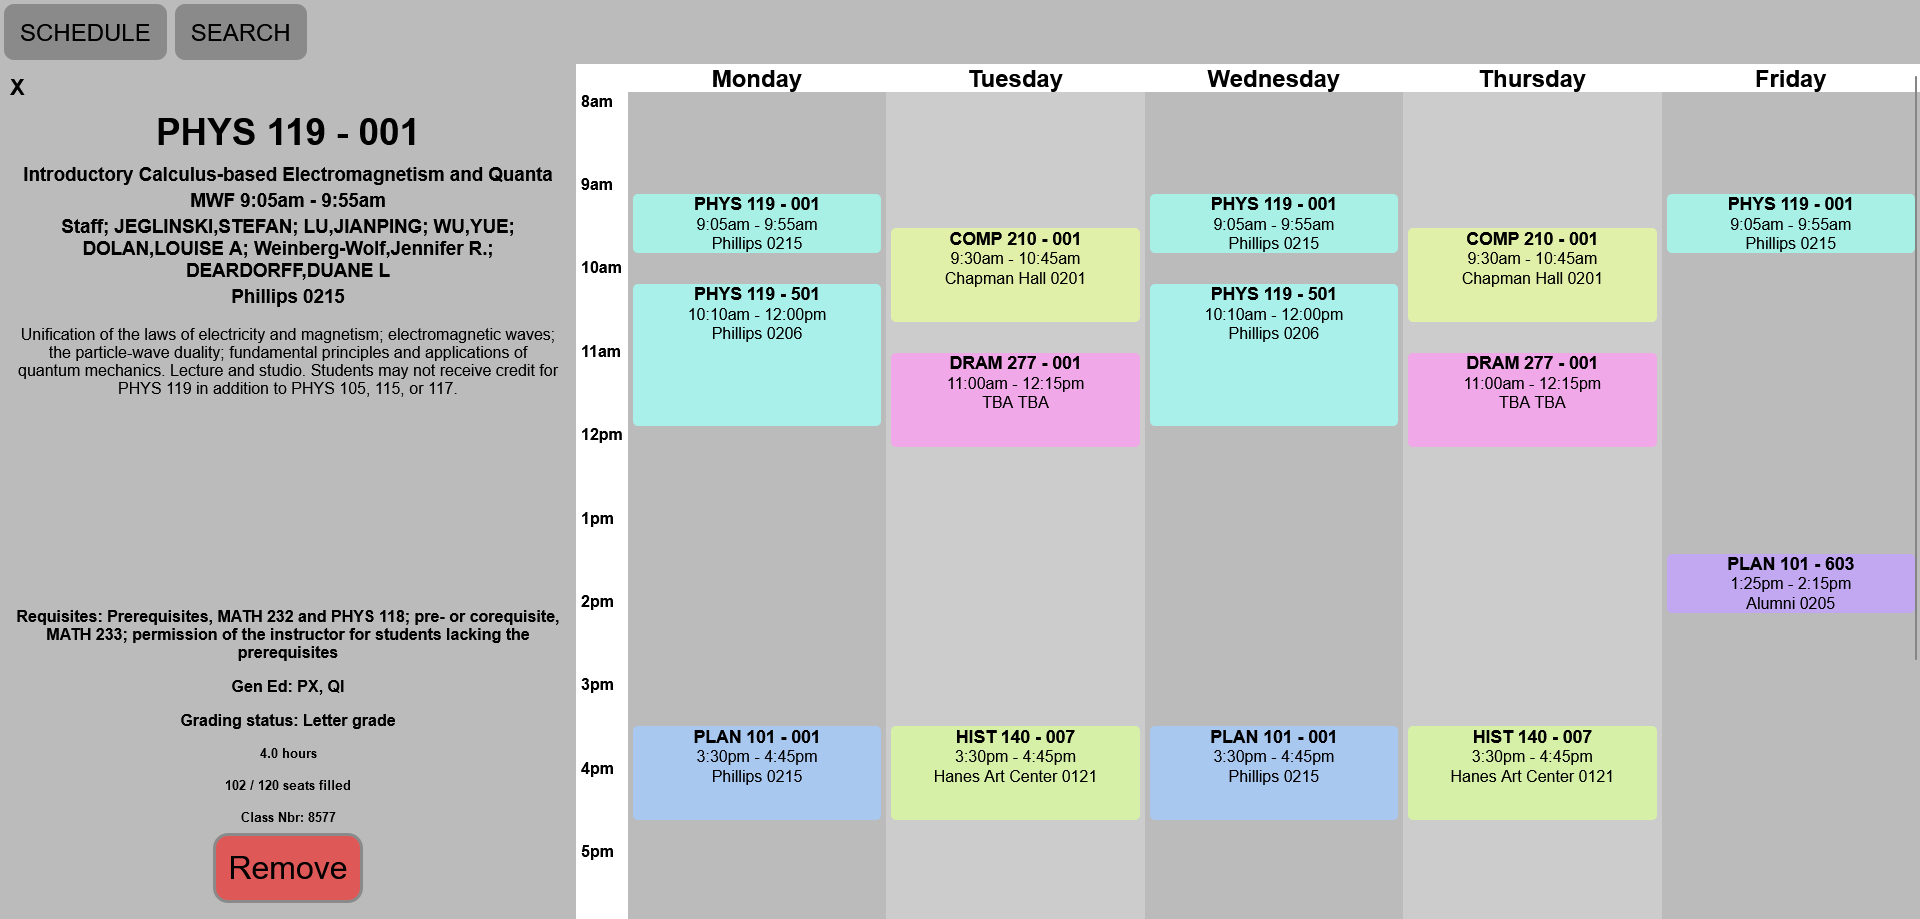 SCHEDULE SEARCH
X
PHYS 119 - 001
Introductory Calculus-based Electromagnetism and Quanta
MWF 9:05am - 9:55am
Staff; JEGLINSKI,STEFAN; LU,JIANPING; WU,YUE;
DOLAN,LOUISE A; Weinberg-Wolf,Jennifer R.;
DEARDORFF,DUANE L
Phillips 0215
Unification of the laws of electricity and magnetism; electromagnetic waves;
the particle-wave duality; fundamental principles and applications of
quantum mechanics. Lecture and studio. Students may not receive credit for
PHYS 119 in addition to PHYS 105, 115, or 117.
Requisites: Prerequisites, MATH 232 and PHYS 118; pre- or corequisite,
MATH 233; permission of the instructor for students lacking the
prerequisites
Gen Ed: PX, QI
Grading status: Letter grade
4.0 hours
102 / 120 seats filled
Class Nbr: 8577
Remove
Monday
Tuesday
Wednesday
Thursday
Friday
8am
9am
10am
11am
12pm
1pm
2pm
3pm
4pm
5pm
PHYS 119 - 001
9:05am - 9:55am
Phillips 0215
PHYS 119 - 501
10:10am - 12:00pm
Phillips 0206
PLAN 101 - 001
3:30pm - 4:45pm
Phillips 0215
COMP 210 - 001
9:30am - 10:45am
Chapman Hall 0201
DRAM 277 - 001
11:00am - 12:15pm
TBA TBA
HIST 140 - 007
3:30pm - 4:45pm
Hanes Art Center 0121
PHYS 119 - 001
9:05am - 9:55am
Phillips 0215
PHYS 119 - 501
10:10am - 12:00pm
Phillips 0206
PLAN 101 - 001
3:30pm - 4:45pm
Phillips 0215
COMP 210 - 001
9:30am - 10:45am
Chapman Hall 0201
DRAM 277 - 001
11:00am - 12:15pm
TBA TBA
HIST 140 - 007
3:30pm - 4:45pm
Hanes Art Center 0121
PHYS 119 - 001
9:05am - 9:55am
Phillips 0215
PLAN 101 - 603
1:25pm - 2:15pm
Alumni 0205